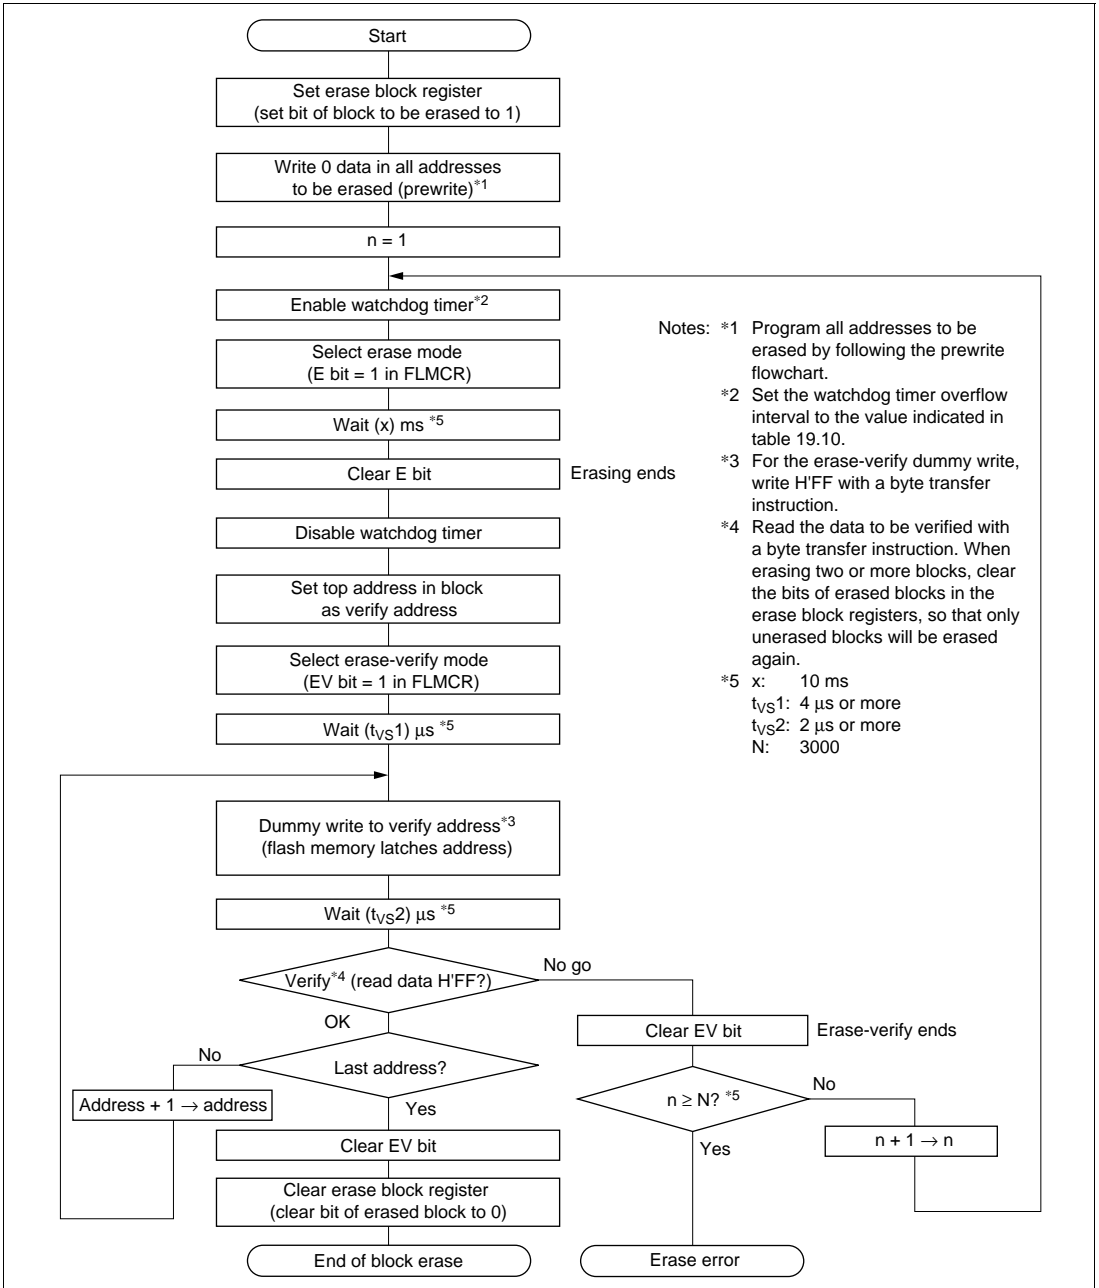 Start
Set erase block register
(set bit of block to be erased to 1)
Write 0 data in all addresses
to be erased (prewrite)*1
n = 1
Enable watchdog timer*2
Select erase mode
(E bit = 1 in FLMCR)
Wait (x) ms *5
Clear E bit
Erasing ends
Disable watchdog timer
Set top address in block
as verify address
Select erase-verify mode
(EV bit = 1 in FLMCR)
Wait (tVS1) μs *5
Dummy write to verify address*3
(flash memory latches address)
Wait (tVS2) μs *5
Verify*4 (read data H'FF?)
No go
OK
Last address?
No
Address + 1 → address
Yes
Clear EV bit
Clear erase block register
(clear bit of erased block to 0)
End of block erase
Clear EV bit
Erase-verify ends
n ≥ N? *5
No
n + 1 → n
Yes
Erase error
Notes: *1 Program all addresses to be
erased by following the prewrite
flowchart.
*2 Set the watchdog timer overflow
interval to the value indicated in
table 19.10.
*3 For the erase-verify dummy write,
write H'FF with a byte transfer
instruction.
*4 Read the data to be verified with
a byte transfer instruction. When
erasing two or more blocks, clear
the bits of erased blocks in the
erase block registers, so that only
unerased blocks will be erased
again.
*5 x: 10 ms
tVS1: 4 μs or more
tVS2: 2 μs or more
N: 3000